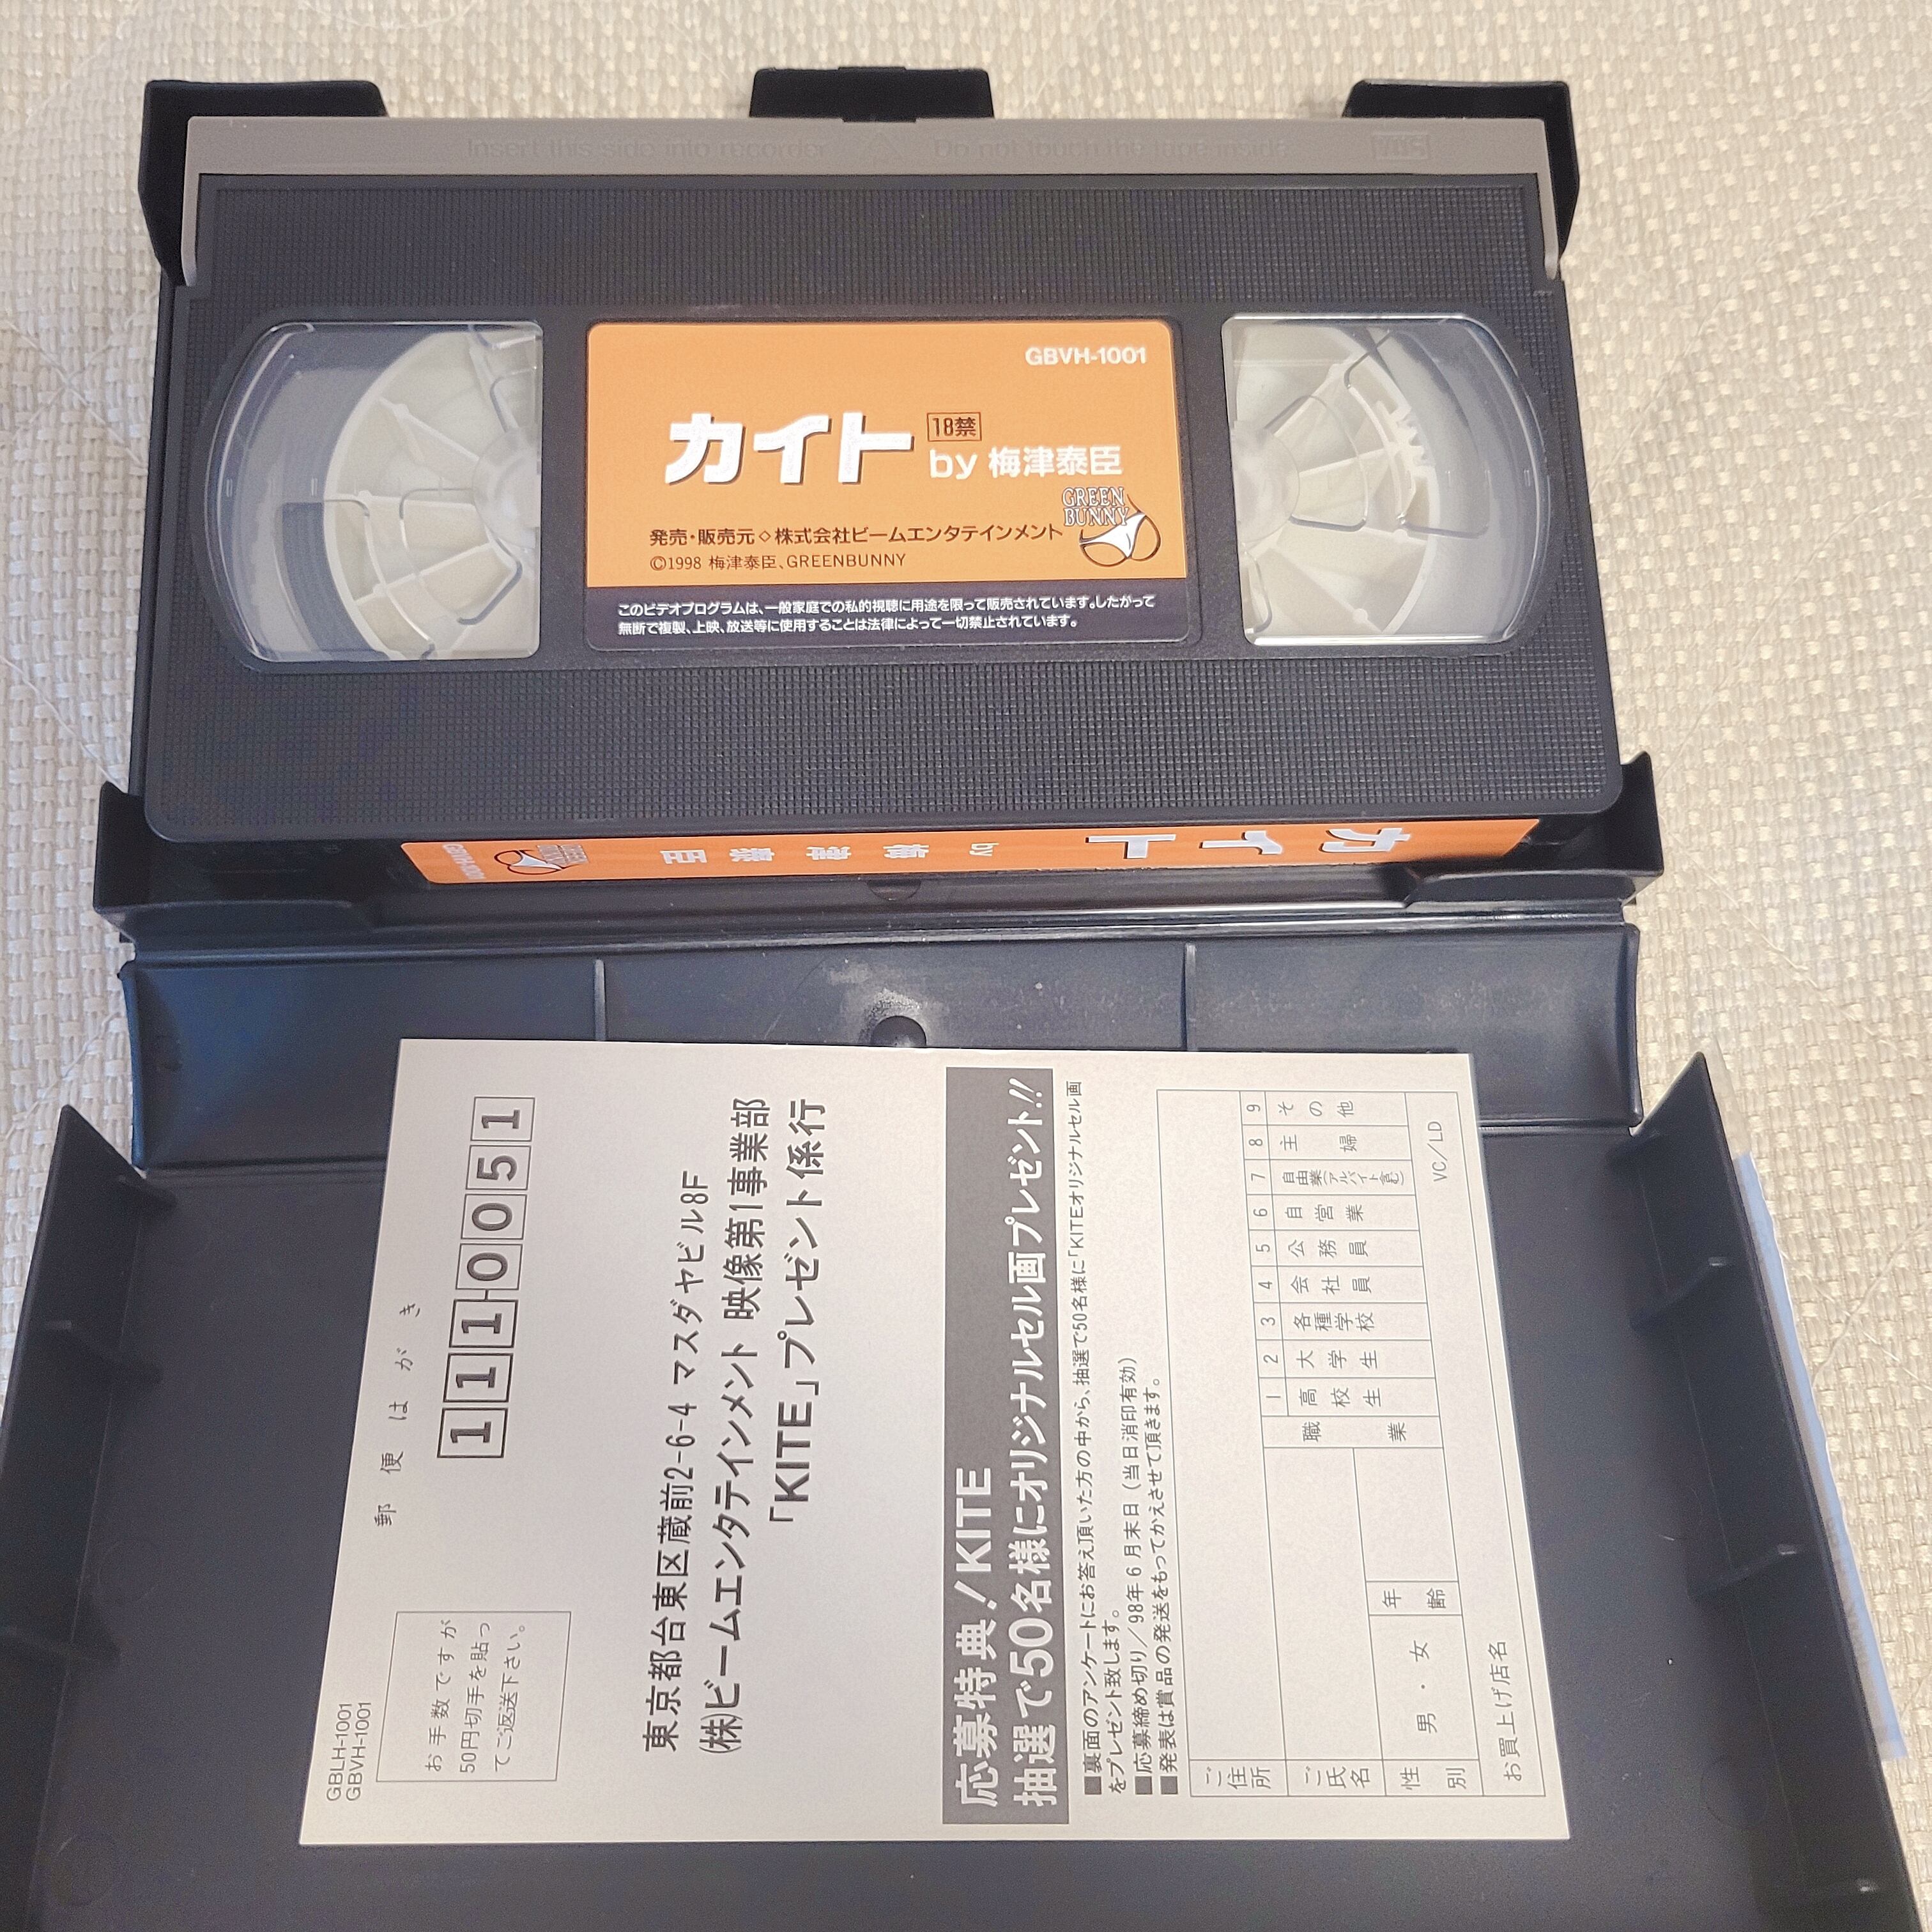 Insert this side into recorder
Do not touch the tape inside
GBVH-1001
カイト
18禁
by 梅津泰臣
GREEN
BUNNY
発売・販売元◇株式会社ビームエンタテインメント
©1998 梅津泰臣、GREENBUNNY
このビデオプログラムは、一般家庭での私的視聴に用途を限って販売されています。したがって
無断で複製、上映、放送等に使用することは法律によって一切禁止されています。
カイト by 梅津泰臣
GBLH-1001
GBVH-1001
郵便はがき
111-0051
お手数ですが
50円切手を貼っ
てご返送下さい。
東京都台東区蔵前2-6-4 マスダヤビル8F
(株)ビームエンタテインメント 映像第1事業部
「KITE」プレゼント係行
応募特典!KITE
抽選で50名様にオリジナルセル画プレゼント!!
■裏面のアンケートにお答え頂いた方の中から、抽選で50名様に「KITEオリジナルセル画
をプレゼント致します。
■応募締め切り/98年6月末日(当日消印有効)
■発表は賞品の発送をもってかえさせて頂きます。
ご住所
ご氏名
職業
1 高校生
2 大学生
3 各種学校
4 会社員
5 公務員
6 自営業
7 自由業(アルバイト含む)
8 主婦
9 その他
性別
男・女
年齢
お買上げ店名
VC/LD